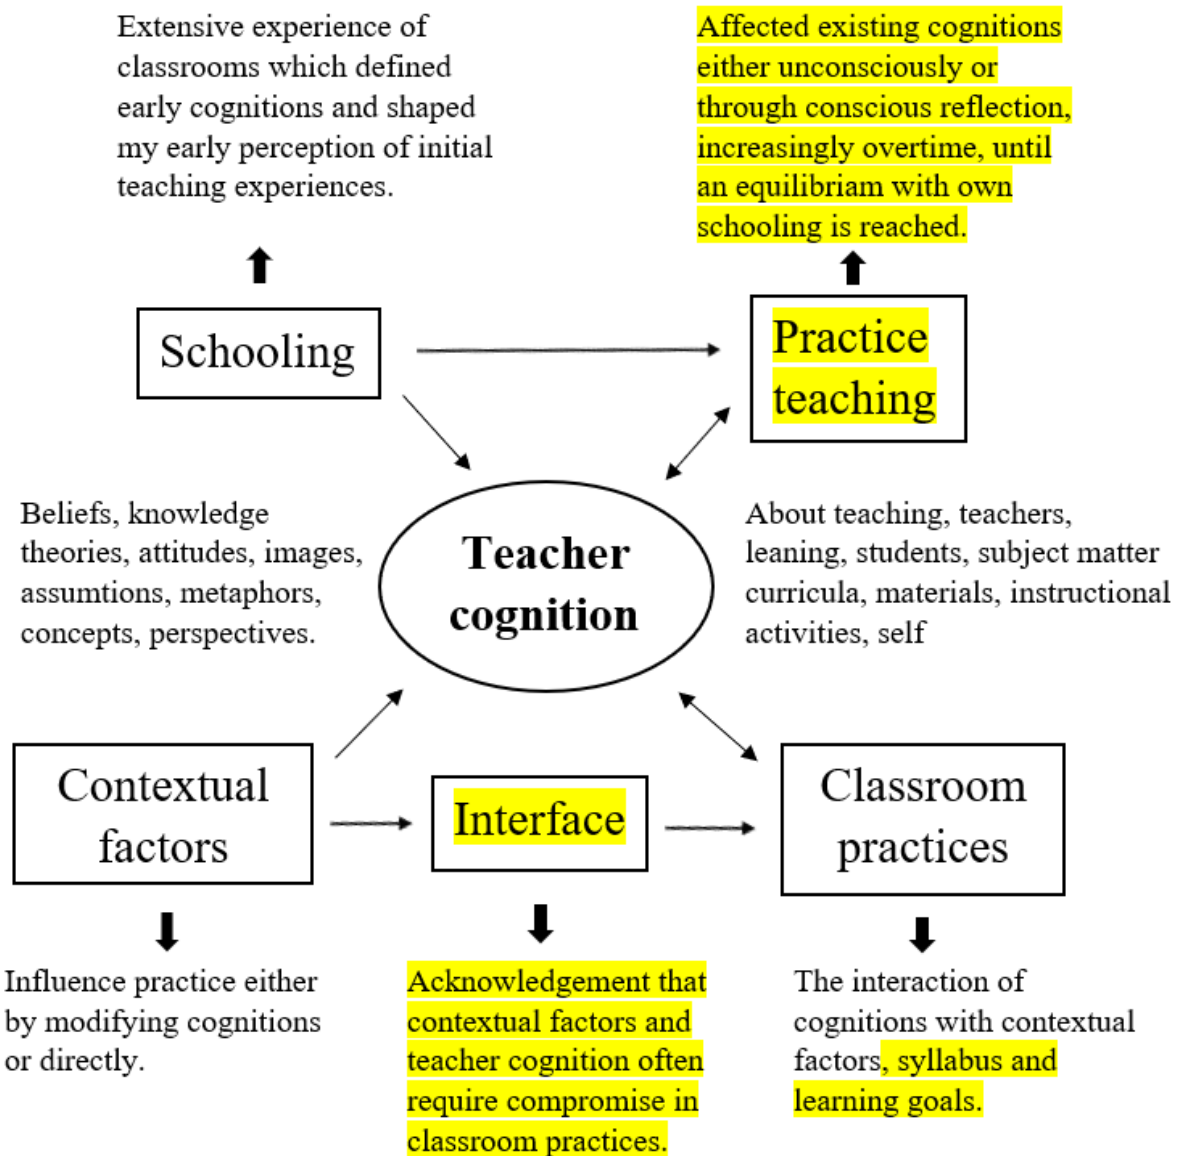 Extensive experience of
classrooms which defined
early cognitions and shaped
my early perception of initial
teaching experiences.
Affected existing cognitions
either unconsciously or
through conscious reflection,
increasingly overtime, until
an equilibriam with own
schooling is reached.
Schooling
Practice
teaching
Beliefs, knowledge
theories, attitudes, images,
assumtions, metaphors,
concepts, perspectives.
Teacher
cognition
About teaching, teachers,
leaning, students, subject matter
curricula, materials, instructional
activities, self
Contextual
factors
Interface
Classroom
practices
Influence practice either
by modifying cognitions
or directly.
Acknowledgement that
contextual factors and
teacher cognition often
require compromise in
classroom practices.
The interaction of
cognitions with contextual
factors, syllabus and
learning goals.